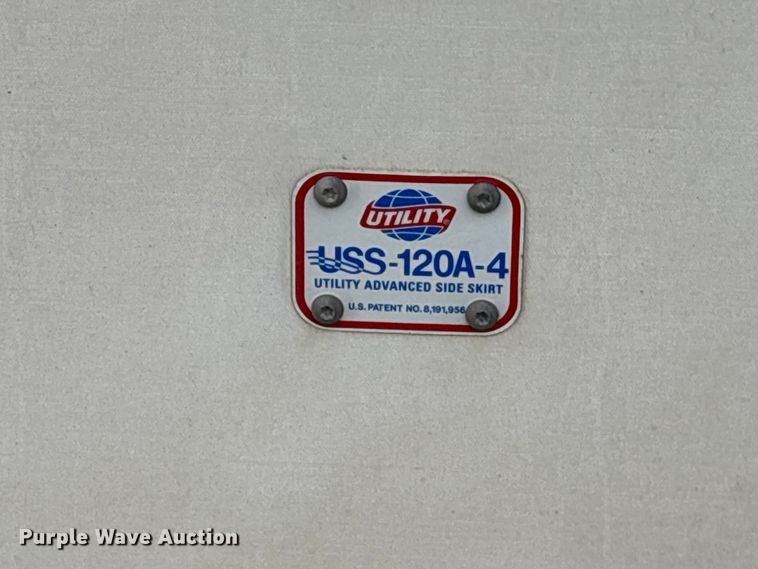 UTILITY®
USS-120A-4
UTILITY ADVANCED SIDE SKIRT
U.S. PATENT NO. 8,191,956
Purple Wave Auction